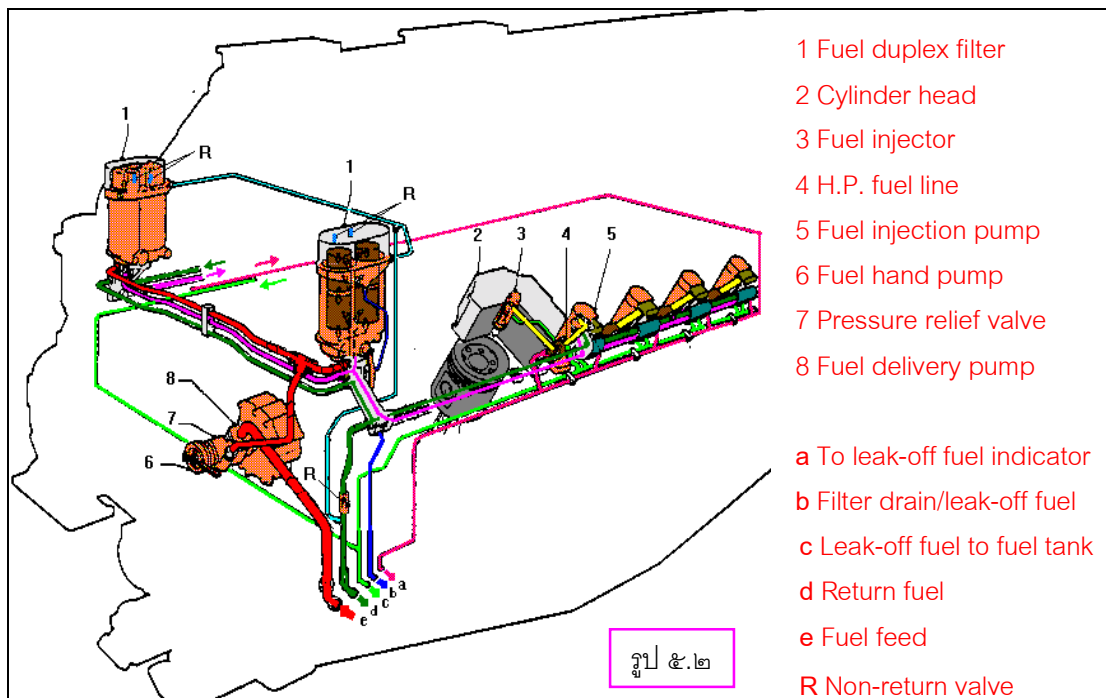 1
R
1
R
2
3
4
5
8
7
6
R
a
b
c
d
e
รูป ๕.๒
1 Fuel duplex filter
2 Cylinder head
3 Fuel injector
4 H.P. fuel line
5 Fuel injection pump
6 Fuel hand pump
7 Pressure relief valve
8 Fuel delivery pump
a To leak-off fuel indicator
b Filter drain/leak-off fuel
c Leak-off fuel to fuel tank
d Return fuel
e Fuel feed
R Non-return valve